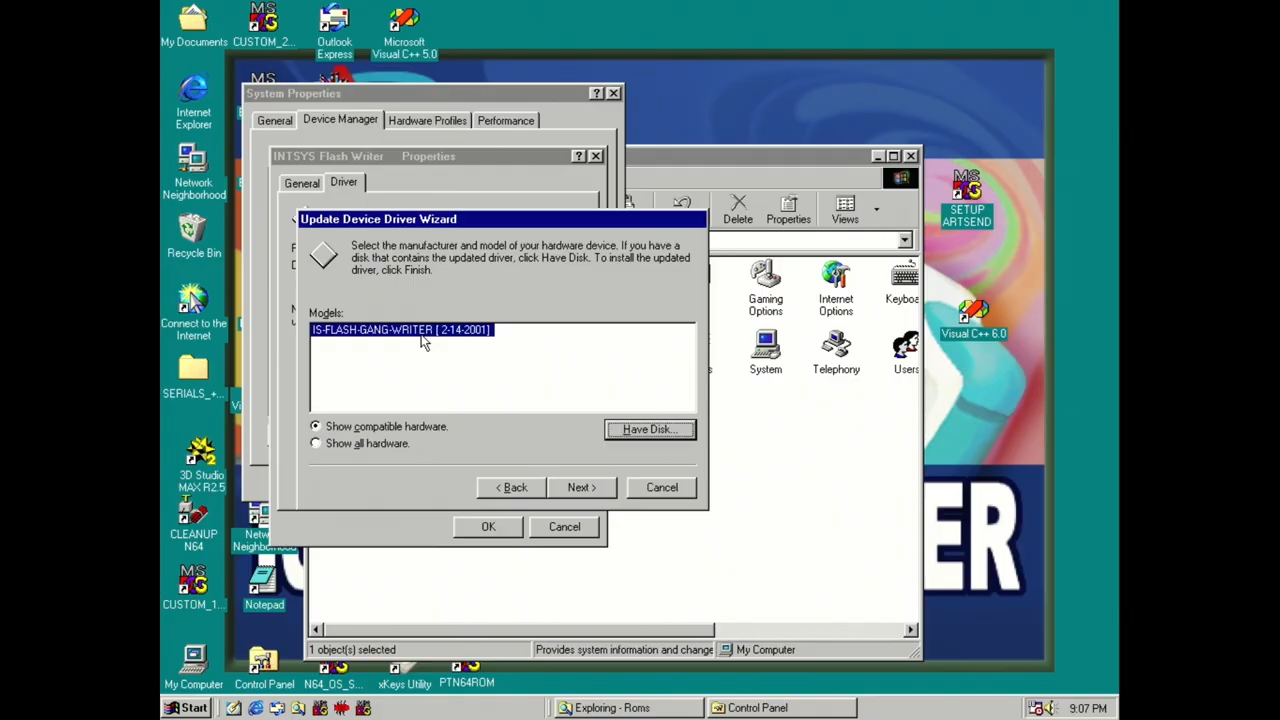 My Documents
CUSTOM_2...
Outlook
Express
Microsoft
Visual C++ 5.0
Internet
Explorer
Network
Neighborhood
Recycle Bin
Connect to the
Internet
SERIALS_+...
3D Studio
MAX R2.5
CLEANUP
N64
CUSTOM_1...
My Computer
System Properties
General
Device Manager
Hardware Profiles
Performance
INTSYS Flash Writer Properties
General
Driver
Update Device Driver Wizard
Select the manufacturer and model of your hardware device. If you have a
disk that contains the updated driver, click Have Disk. To install the updated
driver, click Finish.
Models:
IS-FLASH-GANG-WRITER [ 2-14-2001]
Show compatible hardware.
Show all hardware.
Have Disk...
< Back
Next >
Cancel
OK
Cancel
Delete
Properties
Views
Gaming
Options
Internet
Options
Keyboa
System
Telephony
Users
SETUP
ARTSEND
Visual C++ 6.0
ER
Netw
Neighborhood
Notepad
1 object(s) selected
Provides system information and change
My Computer
Control Panel
N64_OS_S...
xKeys Utility
PTN64ROM
Start
Exploring - Roms
Control Panel
9:07 PM